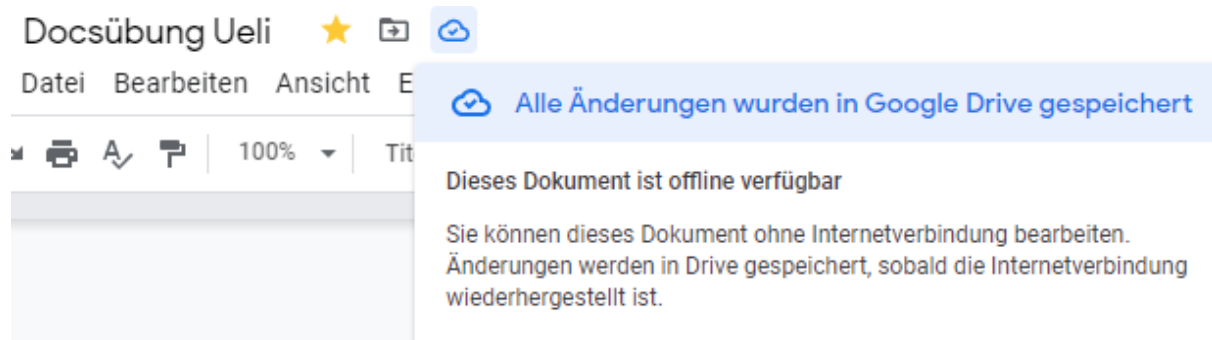 Docsübung Ueli
Datei Bearbeiten Ansicht E
Alle Änderungen wurden in Google Drive gespeichert
100% Tit
Dieses Dokument ist offline verfügbar
Sie können dieses Dokument ohne Internetverbindung bearbeiten.
Änderungen werden in Drive gespeichert, sobald die Internetverbindung
wiederhergestellt ist.